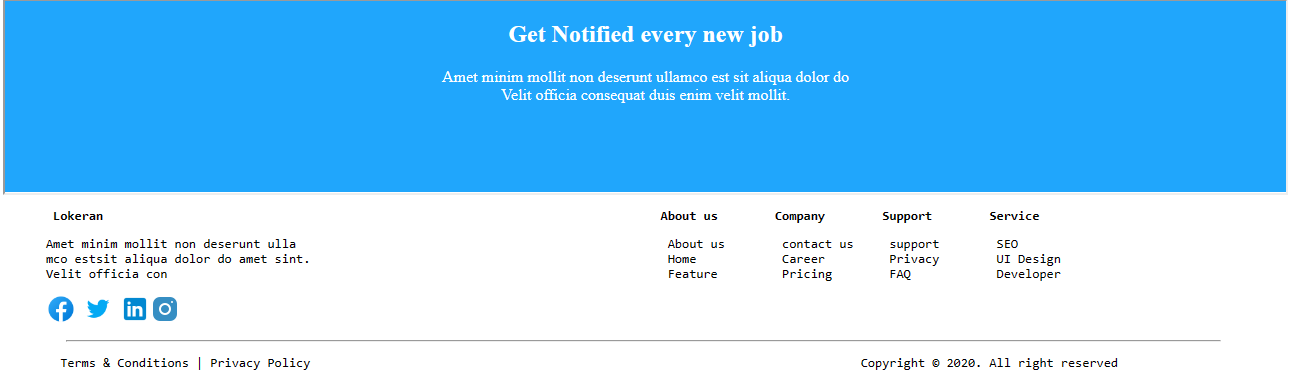 Get Notified every new job
Amet minim mollit non deserunt ullamco est sit aliqua dolor do
Velit officia consequat duis enim velit mollit.
Lokeran
Amet minim mollit non deserunt ulla
mco estsit aliqua dolor do amet sint.
Velit officia con
About us
About us
Home
Feature
Company
contact us
Career
Pricing
Support
support
Privacy
FAQ
Service
SEO
UI Design
Developer
Terms & Conditions | Privacy Policy
Copyright © 2020. All right reserved